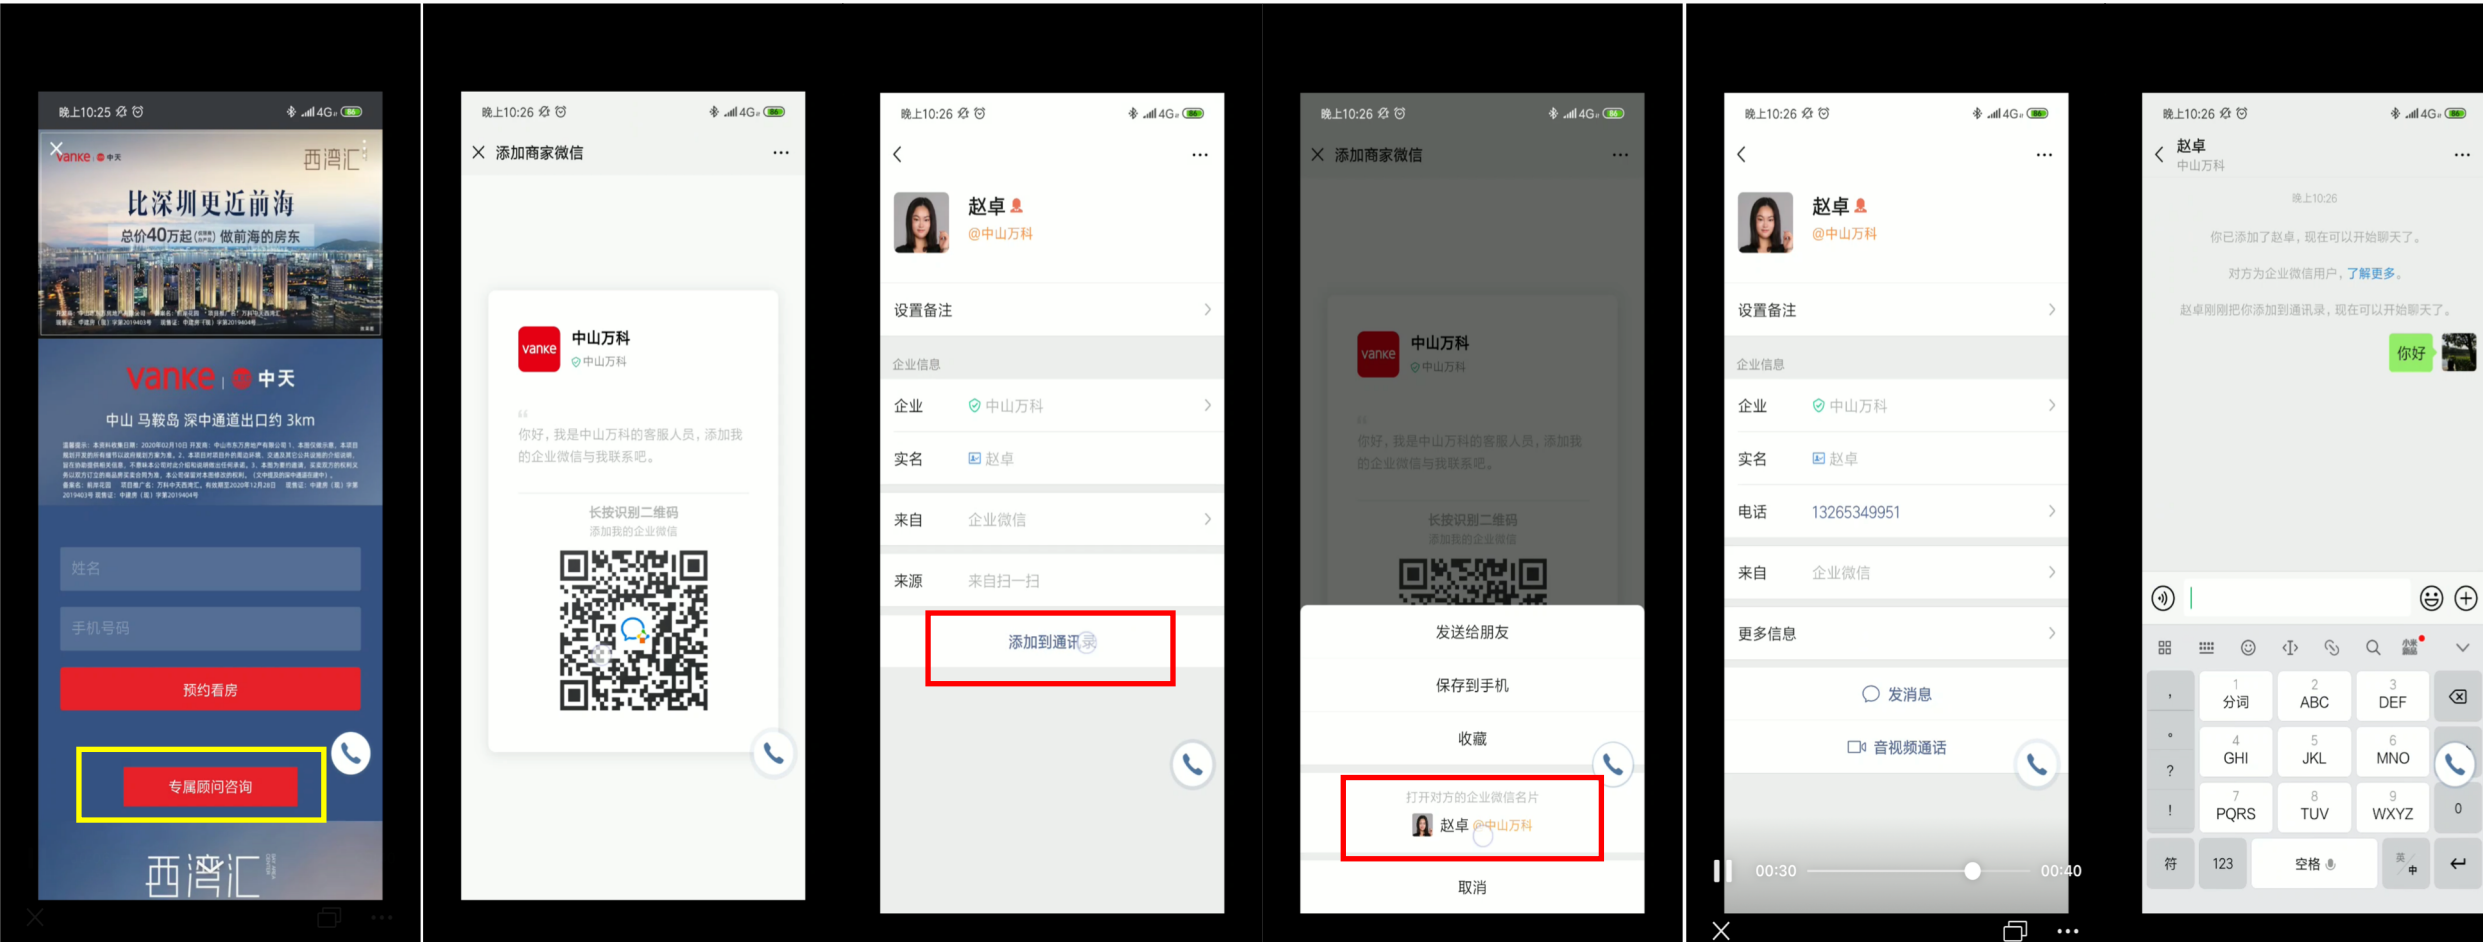 晚上10:25
4G
86
vanke 中天
西湾汇
比深圳更近前海
总价40万起 做前海的房东
vanke 中天
中山 马鞍岛 深中通道出口约 3km
姓名
手机号码
预约看房
专属顾问咨询
西湾汇
晚上10:26
4G
86
添加商家微信
vanke
中山万科
中山万科
你好，我是中山万科的客服人员，添加我
的企业微信与我联系吧。
长按识别二维码
添加我的企业微信
晚上10:26
4G
86
赵卓
@中山万科
设置备注
企业信息
企业 中山万科
实名 赵卓
来自 企业微信
来源 来自扫一扫
添加到通讯录
晚上10:26
4G
86
添加商家微信
vanke
中山万科
中山万科
你好，我是中山万科的客服人员，添加我
的企业微信与我联系吧。
长按识别二维码
添加我的企业微信
发送给朋友
保存到手机
收藏
打开对方的企业微信名片
赵卓 @中山万科
取消
晚上10:26
4G
86
赵卓
@中山万科
设置备注
企业信息
企业 中山万科
实名 赵卓
电话 13265349951
来自 企业微信
更多信息
发消息
音视频通话
00:30
00:40
晚上10:26
4G
86
赵卓
中山万科
晚上10:26
你已添加了赵卓，现在可以开始聊天了。
对方为企业微信用户，了解更多。
赵卓刚刚把你添加到通讯录，现在可以开始聊天了。
你好
， 1 2 3
分词 ABC DEF
。 4 5 6
GHI JKL MNO
？ 7 8 9
！ PQRS TUV WXYZ 0
符 123 空格 英/中